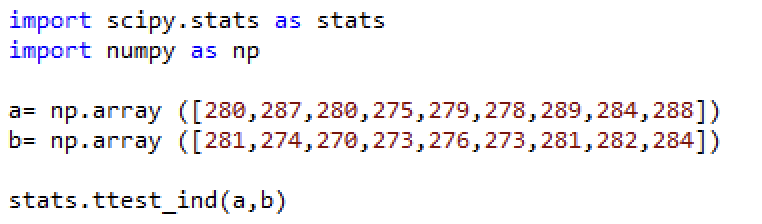 import scipy.stats as stats
import numpy as np
a= np.array ([280,287,280,275,279,278,289,284,288])
b= np.array ([281,274,270,273,276,273,281,282,284])
stats.ttest_ind(a,b)